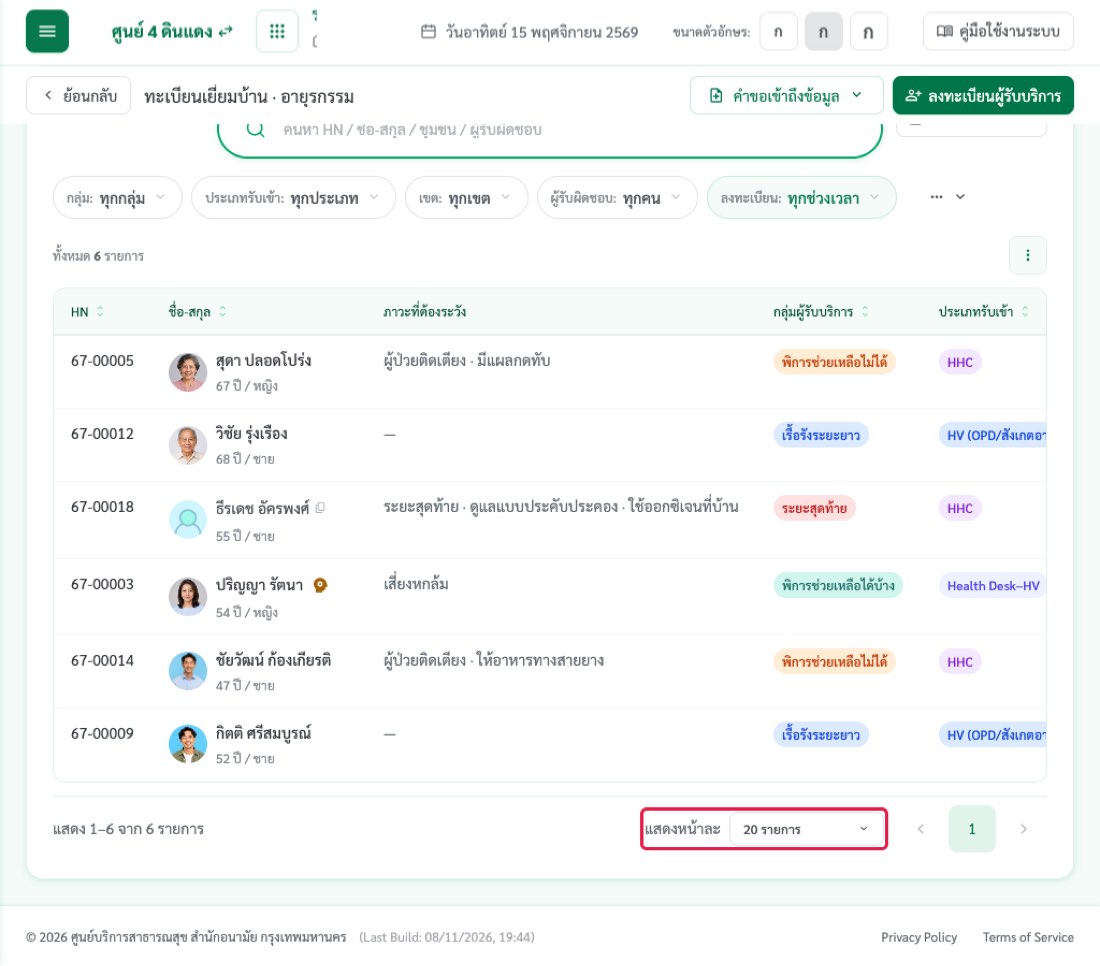 ศูนย์ 4 ดินแดง
วันอาทิตย์ 15 พฤศจิกายน 2569
ขนาดตัวอักษร: ก ก ก
คู่มือใช้งานระบบ
ย้อนกลับ
ทะเบียนเยี่ยมบ้าน · อายุรกรรม
คำขอเข้าถึงข้อมูล
ลงทะเบียนผู้รับบริการ
ค้นหา HN / ชื่อ-สกุล / ชุมชน / ผู้รับผิดชอบ
กลุ่ม: ทุกกลุ่ม
ประเภทรับเข้า: ทุกประเภท
เขต: ทุกเขต
ผู้รับผิดชอบ: ทุกคน
ลงทะเบียน: ทุกช่วงเวลา
ทั้งหมด 6 รายการ
HN ชื่อ-สกุล ภาวะที่ต้องระวัง กลุ่มผู้รับบริการ ประเภทรับเข้า
67-00005 สุดา ปลอดโปร่ง ผู้ป่วยติดเตียง · มีแผลกดทับ พิการช่วยเหลือไม่ได้ HHC
67 ปี / หญิง
67-00012 วิชัย รุ่งเรือง — เรื้อรังระยะยาว HV (OPD/สังเกตอา
68 ปี / ชาย
67-00018 ธีรเดช อัครพงศ์ ระยะสุดท้าย · ดูแลแบบประคับประคอง · ใช้ออกซิเจนที่บ้าน ระยะสุดท้าย HHC
55 ปี / ชาย
67-00003 ปริญญา รัตนา เสี่ยงหกล้ม พิการช่วยเหลือได้บ้าง Health Desk–HV
54 ปี / หญิง
67-00014 ชัยวัฒน์ ก้องเกียรติ ผู้ป่วยติดเตียง · ให้อาหารทางสายยาง พิการช่วยเหลือไม่ได้ HHC
47 ปี / ชาย
67-00009 กิตติ ศรีสมบูรณ์ — เรื้อรังระยะยาว HV (OPD/สังเกตอา
52 ปี / ชาย
แสดง 1–6 จาก 6 รายการ
แสดงหน้าละ 20 รายการ
1
© 2026 ศูนย์บริการสาธารณสุข สำนักอนามัย กรุงเทพมหานคร (Last Build: 08/11/2026, 19:44)
Privacy Policy Terms of Service